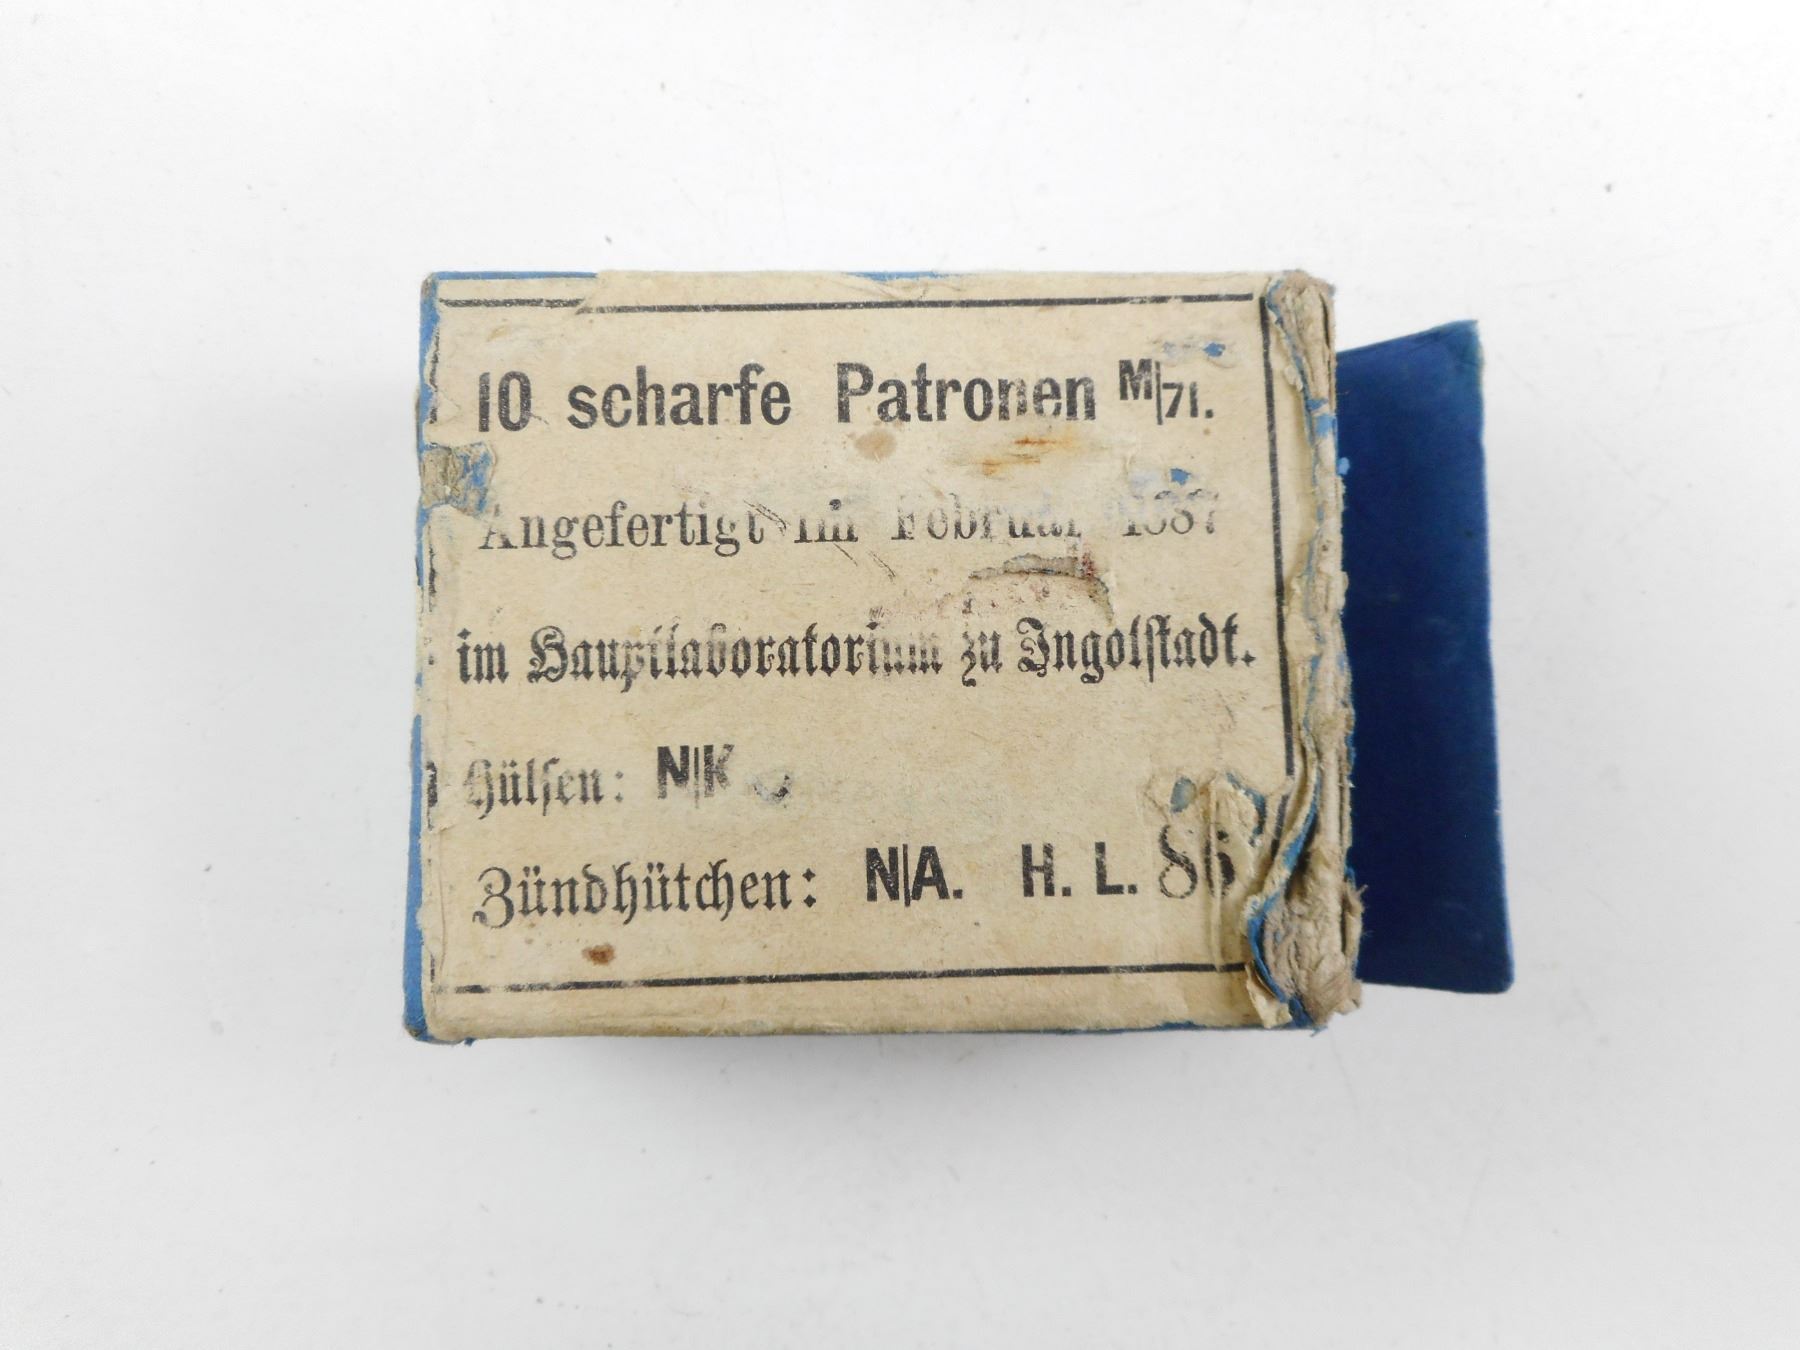 10 scharfe Patronen M/71.
Angefertigt im Februar 1887
im Hauptlaboratorium zu Ingolstadt.
Hülsen: N/K
Zündhütchen: N/A. H. L. 86